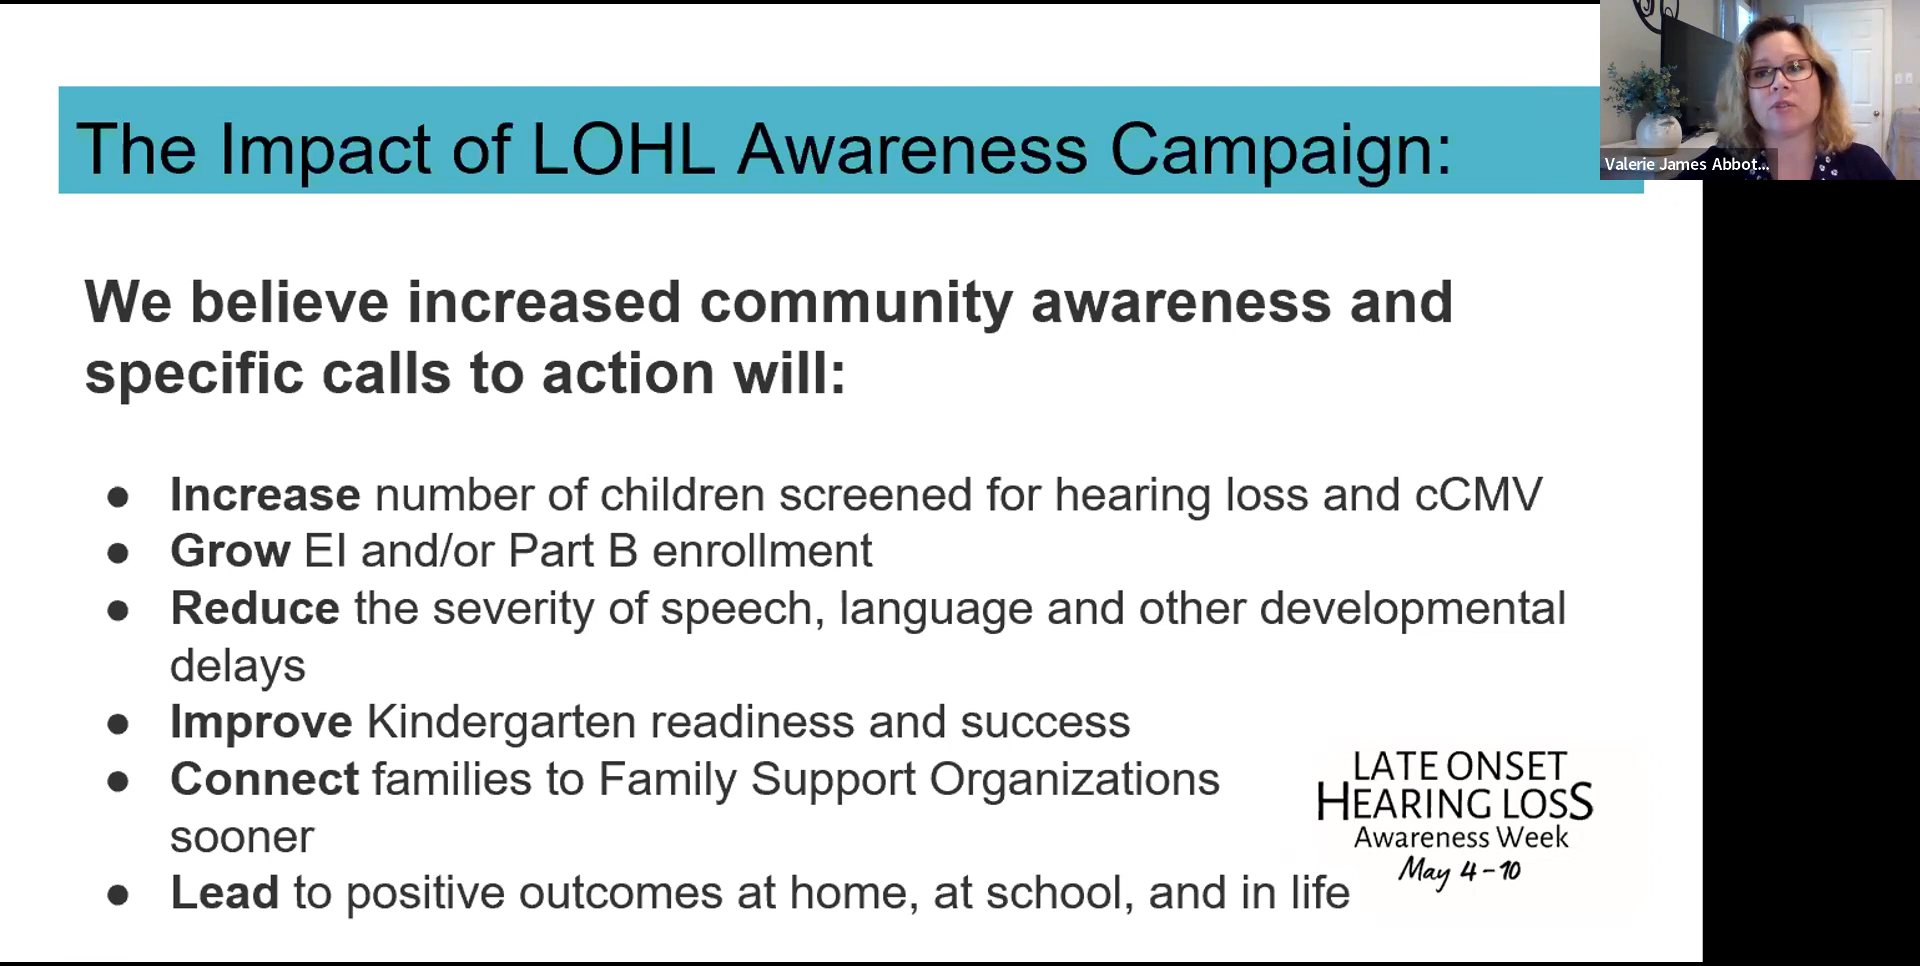 The Impact of LOHL Awareness Campaign:
Valerie James Abbot...
We believe increased community awareness and
specific calls to action will:
● Increase number of children screened for hearing loss and cCMV
● Grow EI and/or Part B enrollment
● Reduce the severity of speech, language and other developmental
delays
● Improve Kindergarten readiness and success
● Connect families to Family Support Organizations
sooner
● Lead to positive outcomes at home, at school, and in life
LATE ONSET
HEARING LOSS
Awareness Week
May 4-10